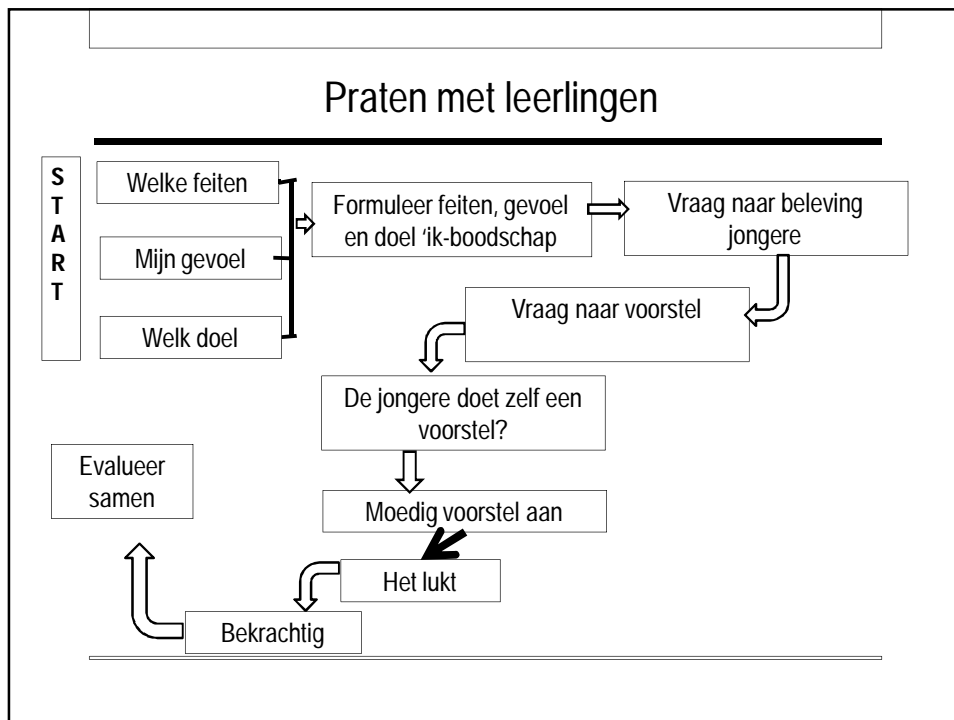 Praten met leerlingen
START
Welke feiten
Mijn gevoel
Welk doel
Formuleer feiten, gevoel
en doel ‘ik-boodschap
Vraag naar beleving
jongere
Vraag naar voorstel
De jongere doet zelf een
voorstel?
Moedig voorstel aan
Het lukt
Bekrachtig
Evalueer
samen